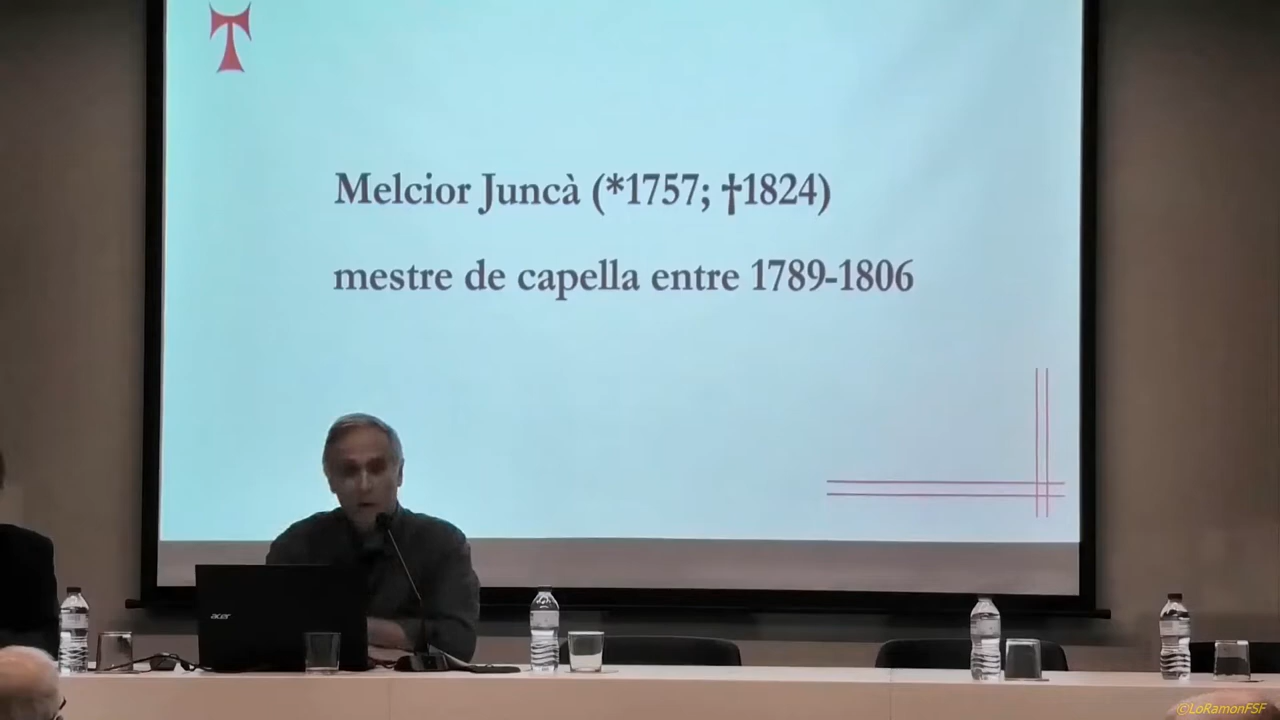 T
Melcior Juncà (*1757; †1824)
mestre de capella entre 1789-1806
acer
©LoRamonFSF